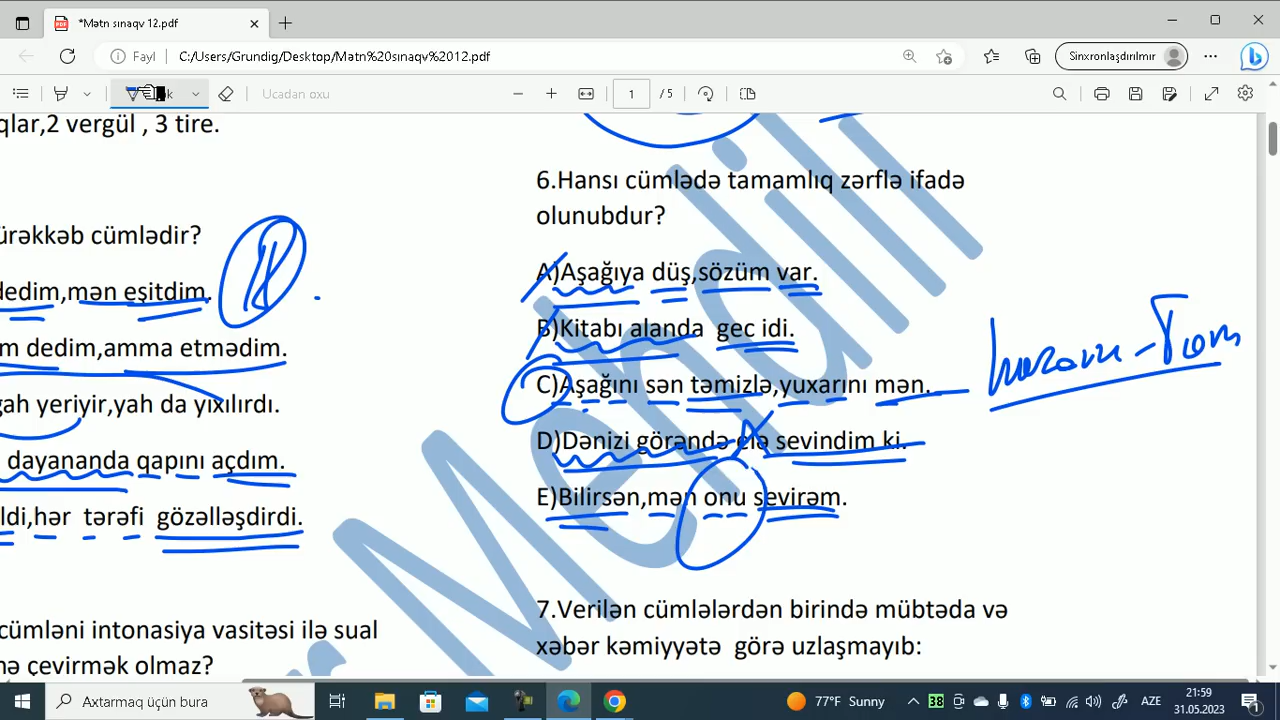 *Mətn sınaqv 12.pdf
Fayl
C:/Users/Grundig/Desktop/Mətn%20sınaqv%2012.pdf
Sinxronlaşdırılmır
Ucadan oxu
1 / 5
qlar,2 vergül , 3 tire.
ürəkkəb cümlədir?
dedim,mən eşitdim.
m dedim,amma etmədim.
gah yeriyir,yah da yıxılırdı.
dayananda qapını açdım.
ldi,hər tərəfi gözəlləşdirdi.
cümləni intonasiya vasitəsi ilə sual
nə çevirmək olmaz?
6.Hansı cümlədə tamamlıq zərflə ifadə
olunubdur?
A)Aşağıya düş,sözüm var.
B)Kitabı alanda gec idi.
C)Aşağını sən təmizlə,yuxarını mən.
D)Dənizi görəndə elə sevindim ki.
E)Bilirsən,mən onu sevirəm.
7.Verilən cümlələrdən birində mübtəda və
xəbər kəmiyyətə görə uzlaşmayıb:
Axtarmaq üçün bura
77°F Sunny
38
AZE
21:59
31.05.2023